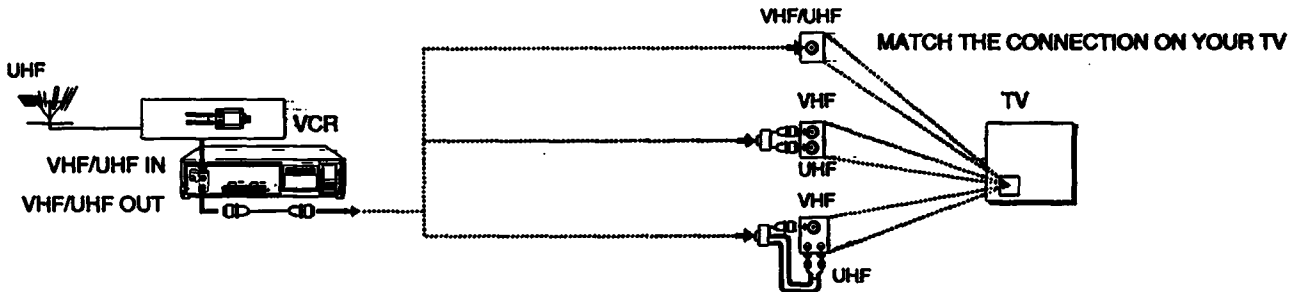 VHF/UHF
MATCH THE CONNECTION ON YOUR TV
UHF
VCR
VHF
TV
VHF/UHF IN
UHF
VHF/UHF OUT
VHF
UHF